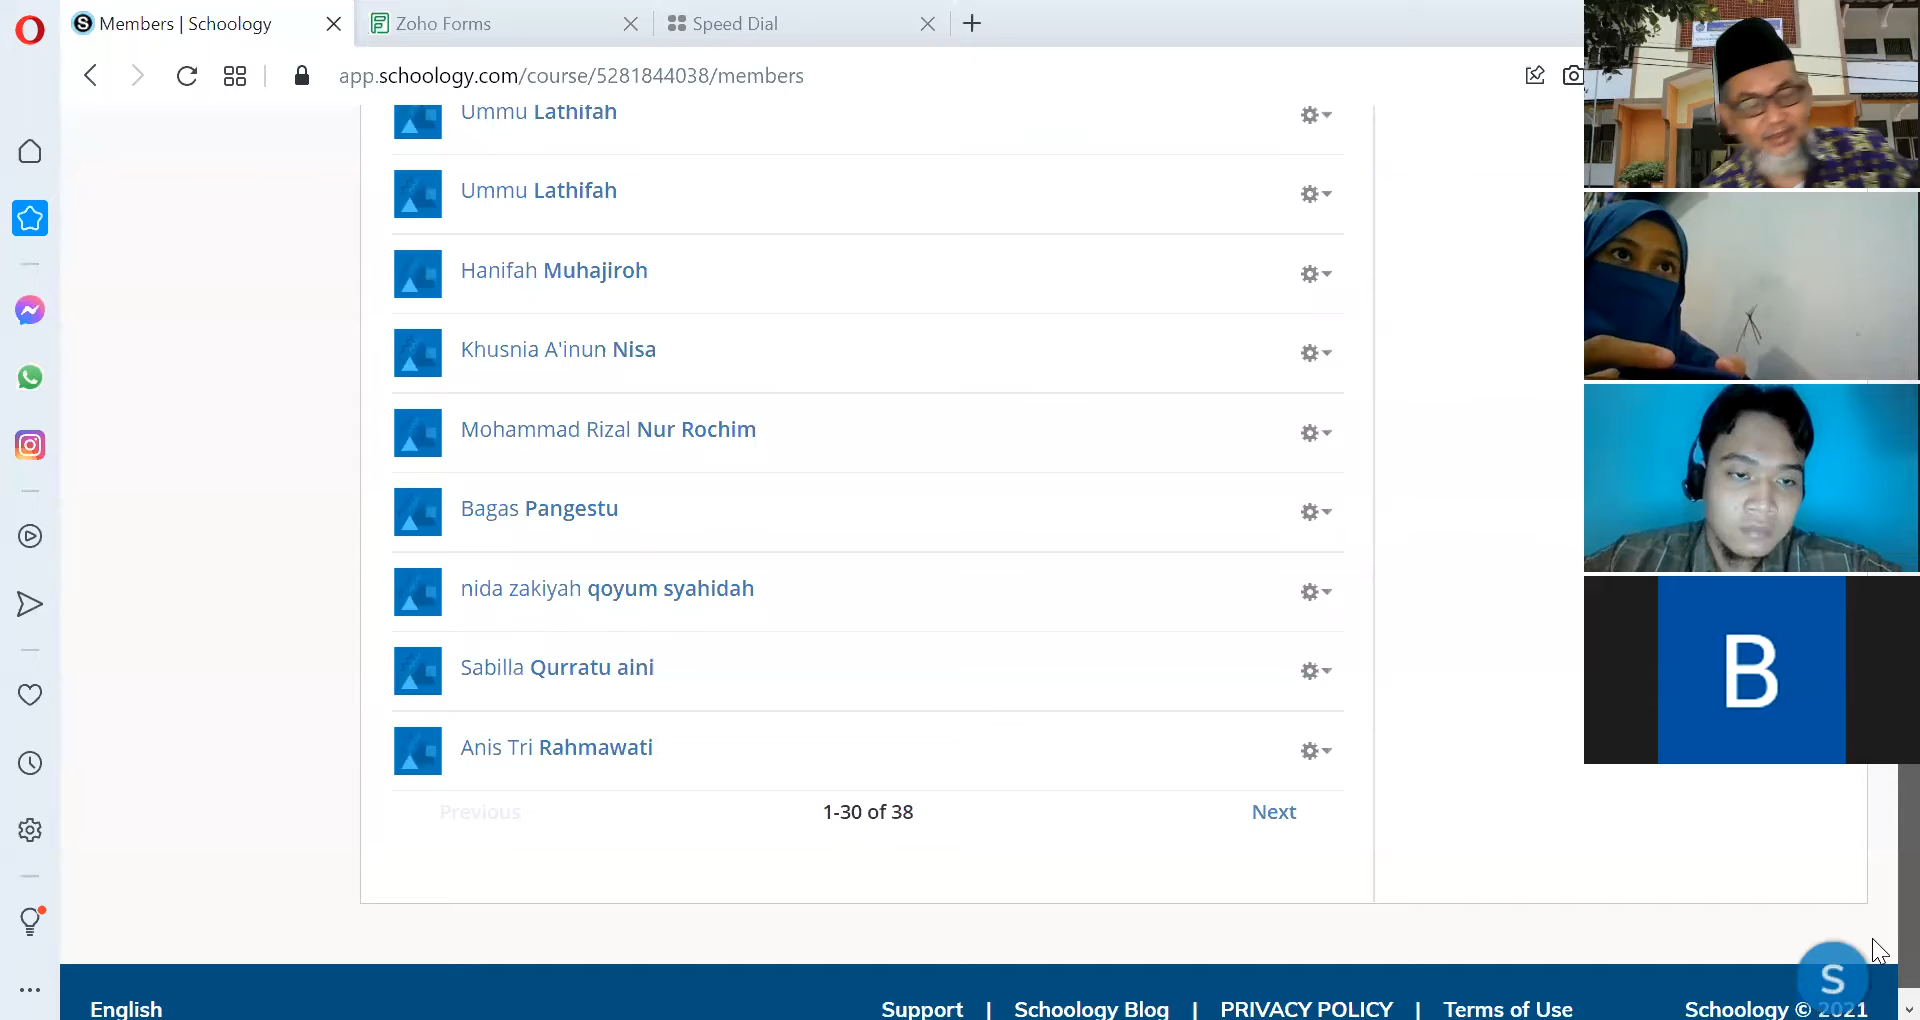 Members | Schoology
Zoho Forms
Speed Dial
app.schoology.com/course/5281844038/members
Ummu Lathifah
Ummu Lathifah
Hanifah Muhajiroh
Khusnia A'inun Nisa
Mohammad Rizal Nur Rochim
Bagas Pangestu
nida zakiyah qoyum syahidah
Sabilla Qurratu aini
Anis Tri Rahmawati
Previous
1-30 of 38
Next
B
S
English
Support | Schoology Blog | PRIVACY POLICY | Terms of Use
Schoology © 2021